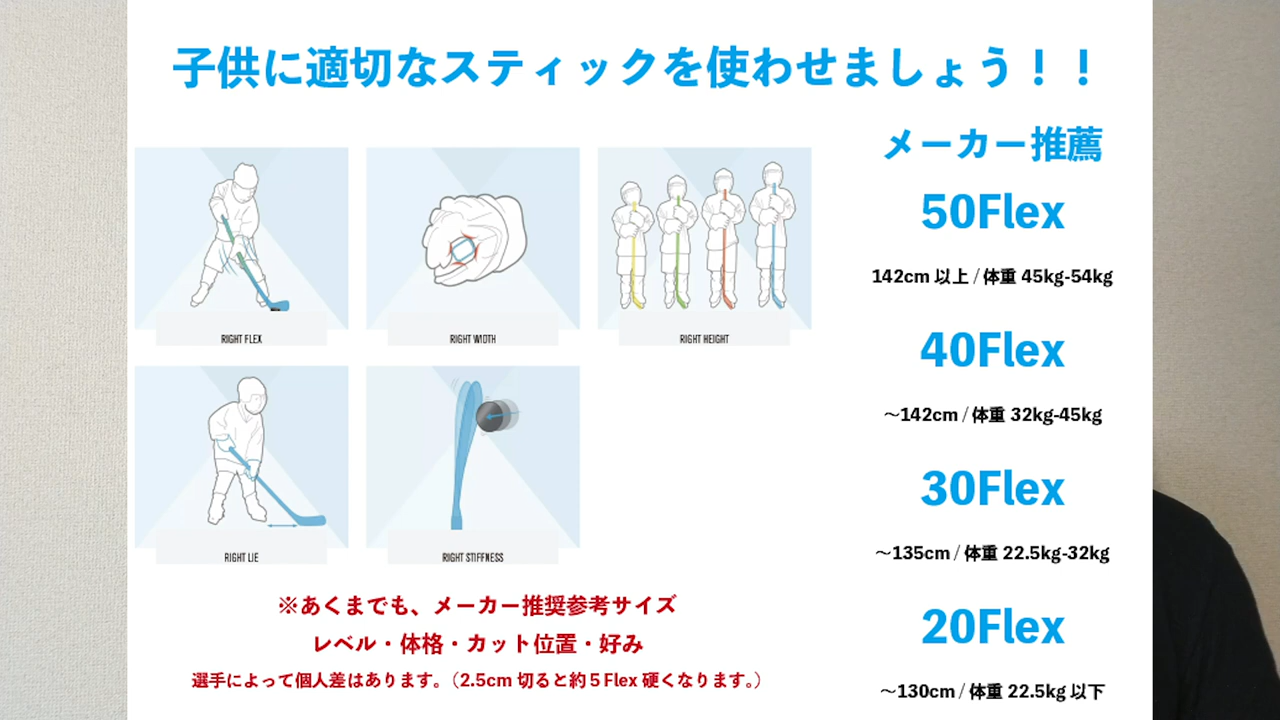 子供に適切なスティックを使わせましょう！！
RIGHT FLEX
RIGHT WIDTH
RIGHT HEIGHT
RIGHT LIE
RIGHT STIFFNESS
※あくまでも、メーカー推奨参考サイズ
レベル・体格・カット位置・好み
選手によって個人差はあります。（2.5cm 切ると約５Flex 硬くなります。）
メーカー推薦
50Flex
142cm 以上 / 体重 45kg-54kg
40Flex
〜142cm / 体重 32kg-45kg
30Flex
〜135cm / 体重 22.5kg-32kg
20Flex
〜130cm / 体重 22.5kg 以下